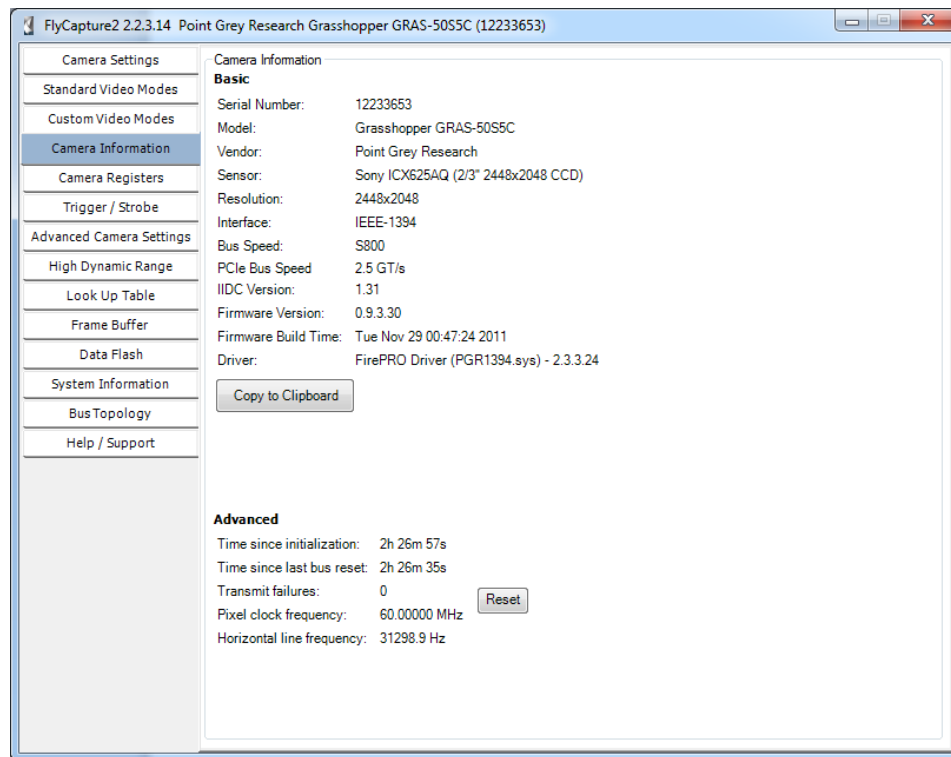 FlyCapture2 2.2.3.14 Point Grey Research Grasshopper GRAS-50S5C (12233653)
Camera Settings
Standard Video Modes
Custom Video Modes
Camera Information
Camera Registers
Trigger / Strobe
Advanced Camera Settings
High Dynamic Range
Look Up Table
Frame Buffer
Data Flash
System Information
Bus Topology
Help / Support
Camera Information
Basic
Serial Number: 12233653
Model: Grasshopper GRAS-50S5C
Vendor: Point Grey Research
Sensor: Sony ICX625AQ (2/3" 2448x2048 CCD)
Resolution: 2448x2048
Interface: IEEE-1394
Bus Speed: S800
PCIe Bus Speed 2.5 GT/s
IIDC Version: 1.31
Firmware Version: 0.9.3.30
Firmware Build Time: Tue Nov 29 00:47:24 2011
Driver: FirePRO Driver (PGR1394.sys) - 2.3.3.24
Copy to Clipboard
Advanced
Time since initialization: 2h 26m 57s
Time since last bus reset: 2h 26m 35s
Transmit failures: 0
Reset
Pixel clock frequency: 60.00000 MHz
Horizontal line frequency: 31298.9 Hz